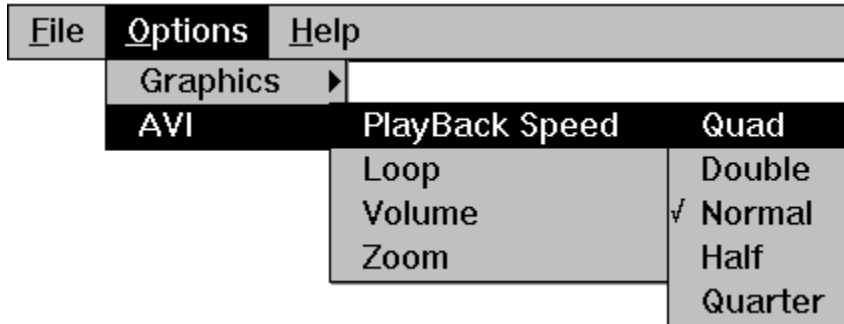 File Options Help
Graphics
AVI PlayBack Speed Quad
Loop Double
Volume √ Normal
Zoom Half
Quarter